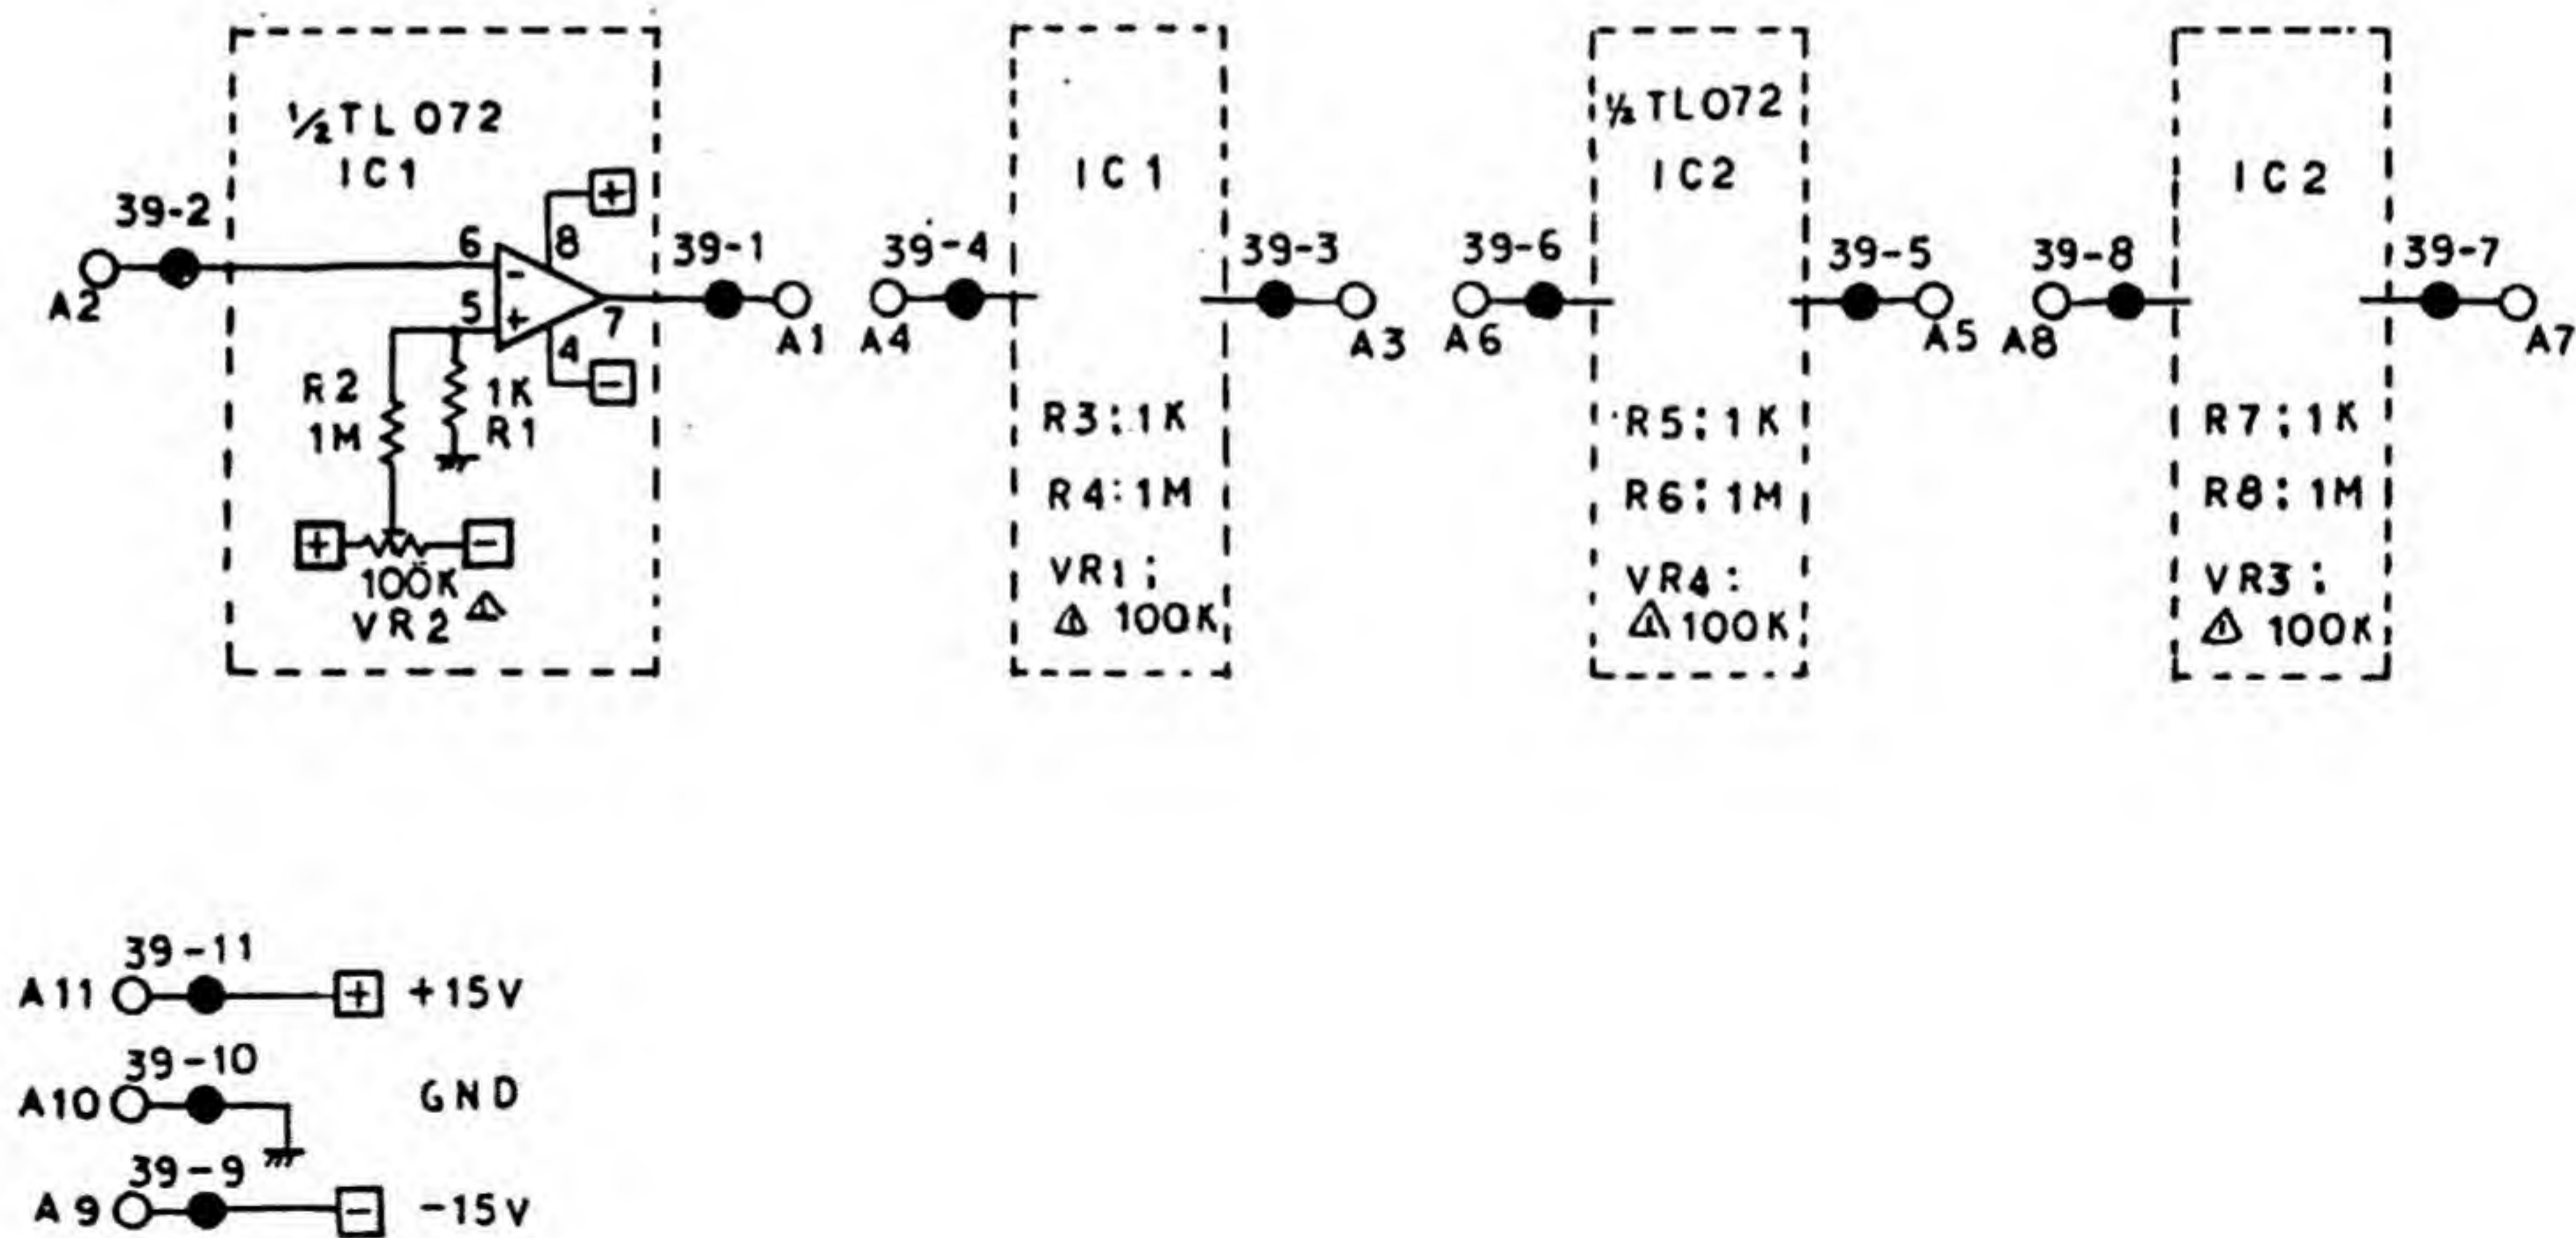 ½TL072
IC1
39-2
A2
6
-
5
+
8
+
4
-
7
39-1
A1
R2
1M
1K
R1
+
-
100K
VR2
39-4
A4
IC1
R3:1K
R4:1M
VR1;
100K
39-3
A3
39-6
A6
½TL072
IC2
R5:1K
R6:1M
VR4:
100K
39-5
A5
39-8
A8
IC2
R7;1K
R8:1M
VR3:
100K
39-7
A7
39-11
A11
+
+15V
39-10
A10
GND
39-9
A9
-
-15V